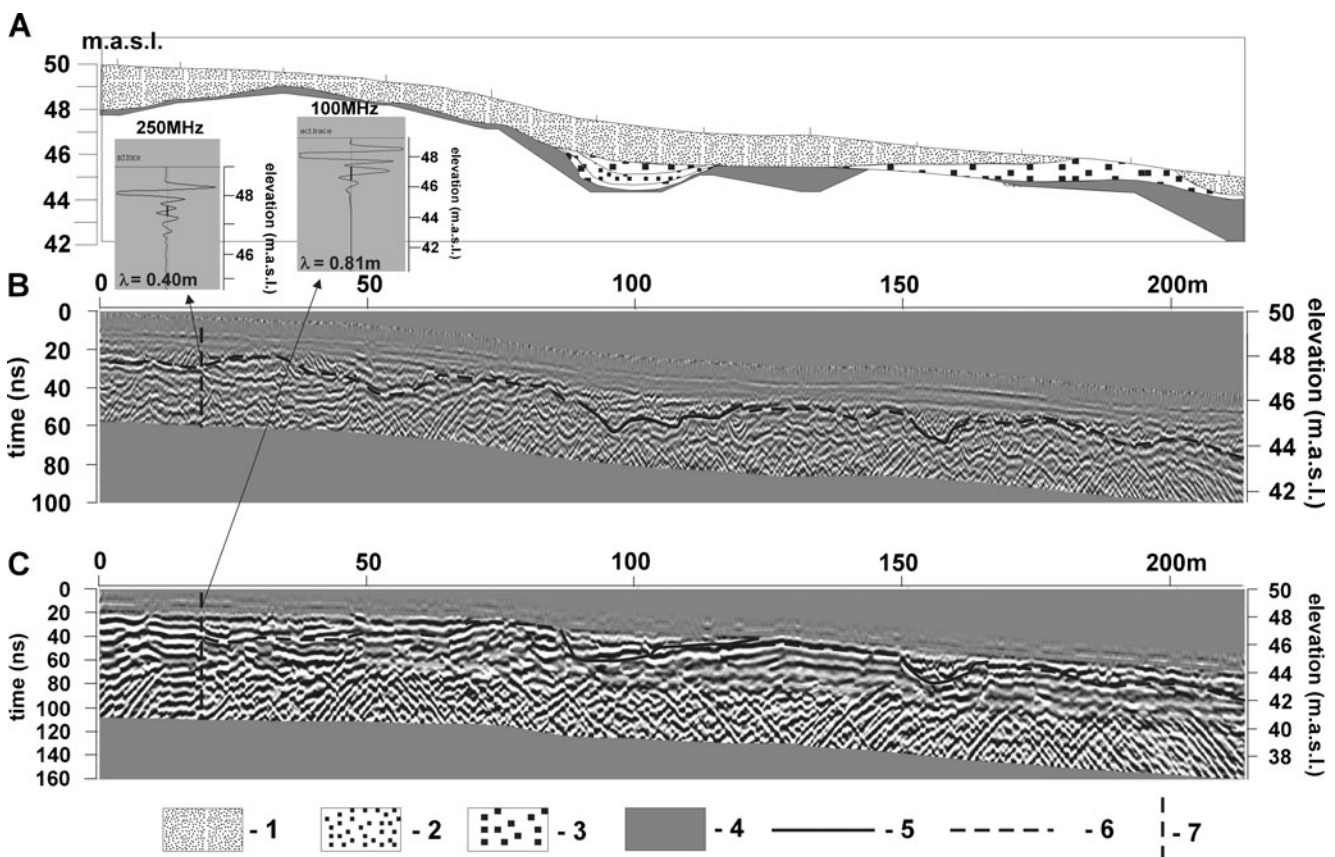 A
m.a.s.l.
50
48
46
44
42
250MHz
act.trace
48
46
elevation (m.a.s.l.)
λ = 0.40m
100MHz
act.trace
48
46
44
42
elevation (m.a.s.l.)
λ = 0.81m
B
0 50 100 150 200m
0
20
40
60
80
100
time (ns)
50
48
46
44
42
elevation (m.a.s.l.)
C
0 50 100 150 200m
0
20
40
60
80
100
120
140
160
time (ns)
50
48
46
44
42
40
38
elevation (m.a.s.l.)
- 1 - 2 - 3 - 4 - 5 - 6 - 7